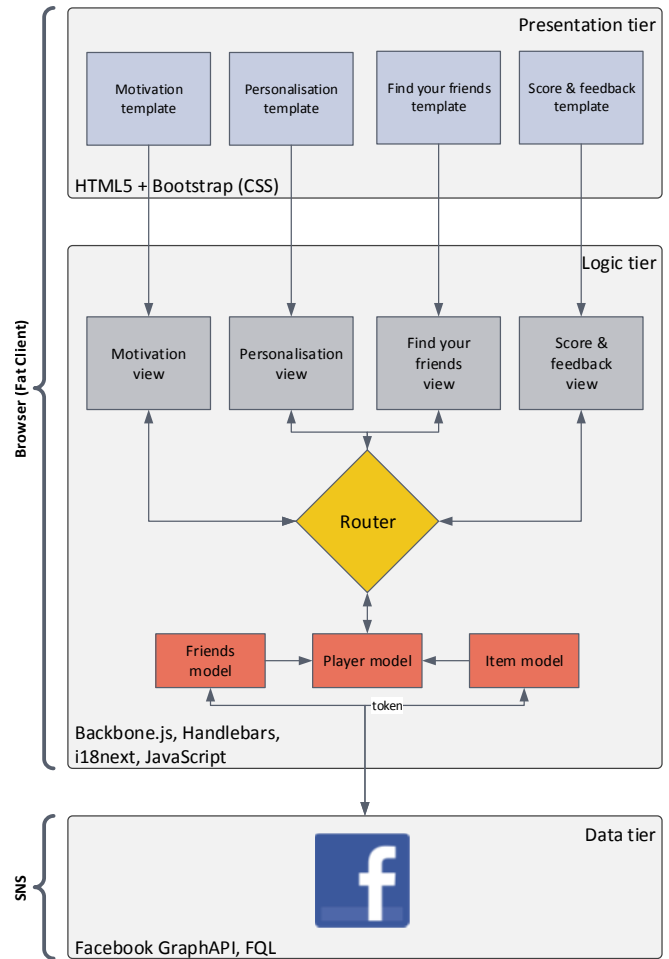 Presentation tier
Motivation
template
Personalisation
template
Find your friends
template
Score & feedback
template
HTML5 + Bootstrap (CSS)
Browser (Fat Client)
Logic tier
Motivation
view
Personalisation
view
Find your
friends
view
Score &
feedback
view
Router
Friends
model
Player model
Item model
token
Backbone.js, Handlebars,
i18next, JavaScript
SNS
Data tier
f
Facebook GraphAPI, FQL